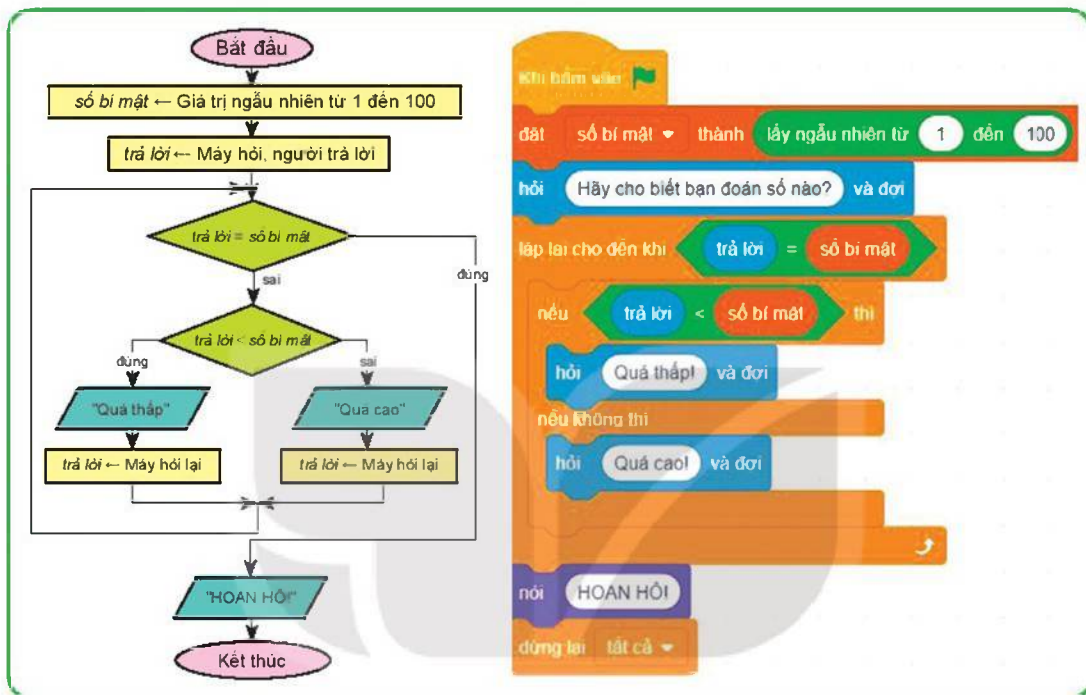 Bắt đầu
số bí mật ← Giá trị ngẫu nhiên từ 1 đến 100
trả lời ← Máy hỏi, người trả lời
trả lời = số bí mật
đúng
sai
trả lời < số bí mật
đúng
sai
"Quá thấp"
"Quá cao"
trả lời ← Máy hỏi lại
trả lời ← Máy hỏi lại
"HOAN HÔ!"
Kết thúc
Khi bấm vào
đặt số bí mật thành lấy ngẫu nhiên từ 1 đến 100
hỏi Hãy cho biết bạn đoán số nào? và đợi
lặp lại cho đến khi trả lời = số bí mật
nếu trả lời < số bí mật thì
hỏi Quá thấp! và đợi
nếu không thì
hỏi Quá cao! và đợi
nói HOAN HÔ!
dừng lại tất cả